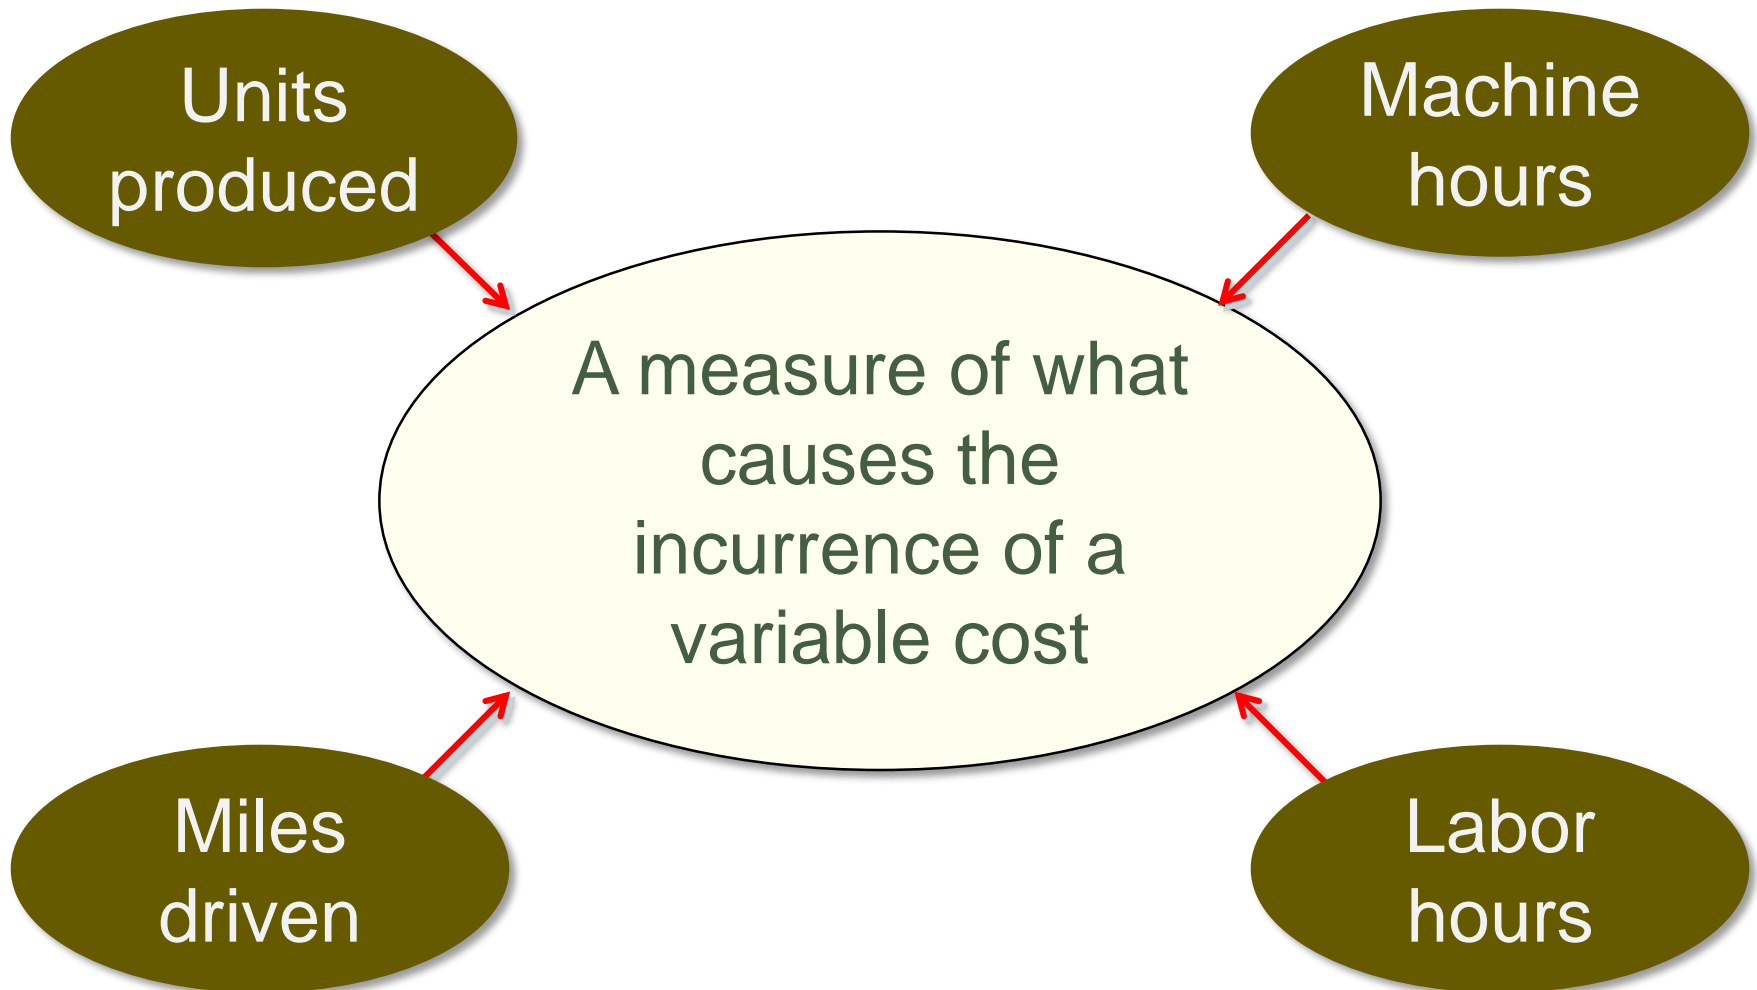 Units
produced
Machine
hours
A measure of what
causes the
incurrence of a
variable cost
Miles
driven
Labor
hours